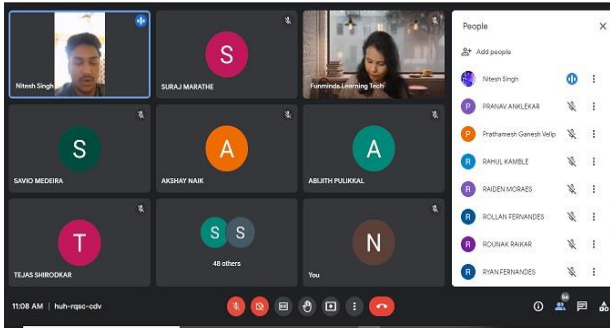 Nitesh Singh
S
SURAJ MARATHE
Funminds Learning Tech
S
SAVIO MEDEIRA
A
AKSHAY NAIK
A
ABIJITH PULIKKAL
T
TEJAS SHIRODKAR
S S
48 others
N
You
People
Add people
Nitesh Singh
P PRANAV ANKLEKAR
P Prathamesh Ganesh Velip
R RAHUL KAMBLE
R RAIDEN MORAES
R ROLLAN FERNANDES
R ROUNAK RAIKAR
R RYAN FERNANDES
11:08 AM | huh-rqsc-cdv